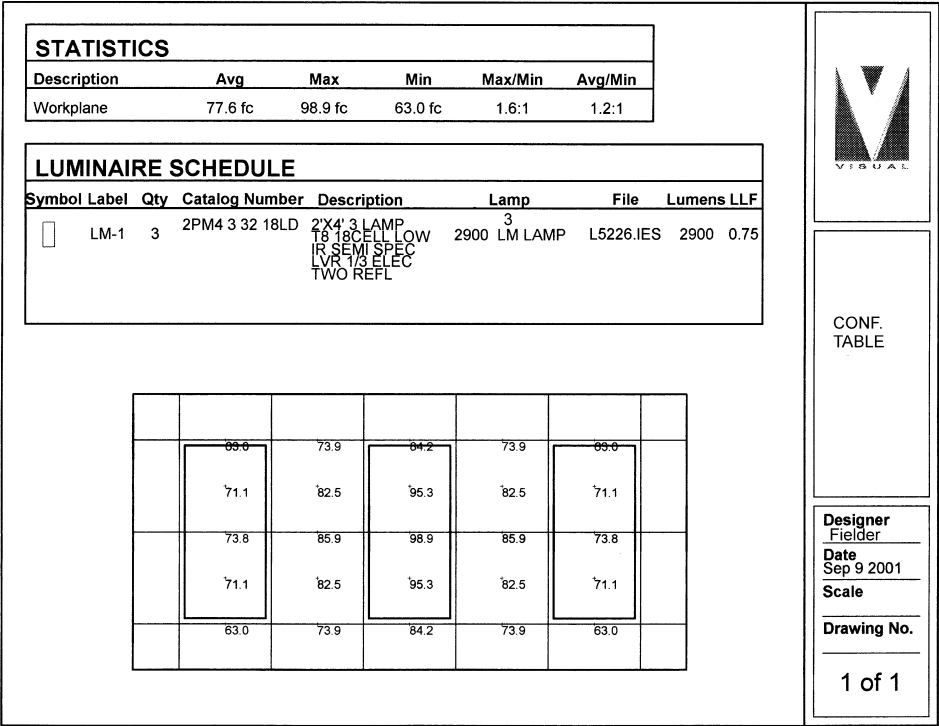 STATISTICS
Description Avg Max Min Max/Min Avg/Min
Workplane 77.6 fc 98.9 fc 63.0 fc 1.6:1 1.2:1
LUMINAIRE SCHEDULE
Symbol Label Qty Catalog Number Description Lamp File Lumens LLF
LM-1 3 2PM4 3 32 18LD 2'X4' 3 LAMP 3
T8 18CELL LOW 2900 LM LAMP L5226.IES 2900 0.75
IR SEMI SPEC
LVR 1/3 ELEC
TWO REFL
63.0 73.9 84.2 73.9 63.0
71.1 82.5 95.3 82.5 71.1
73.8 85.9 98.9 85.9 73.8
71.1 82.5 95.3 82.5 71.1
63.0 73.9 84.2 73.9 63.0
VISUAL
CONF.
TABLE
Designer
Fielder
Date
Sep 9 2001
Scale
Drawing No.
1 of 1